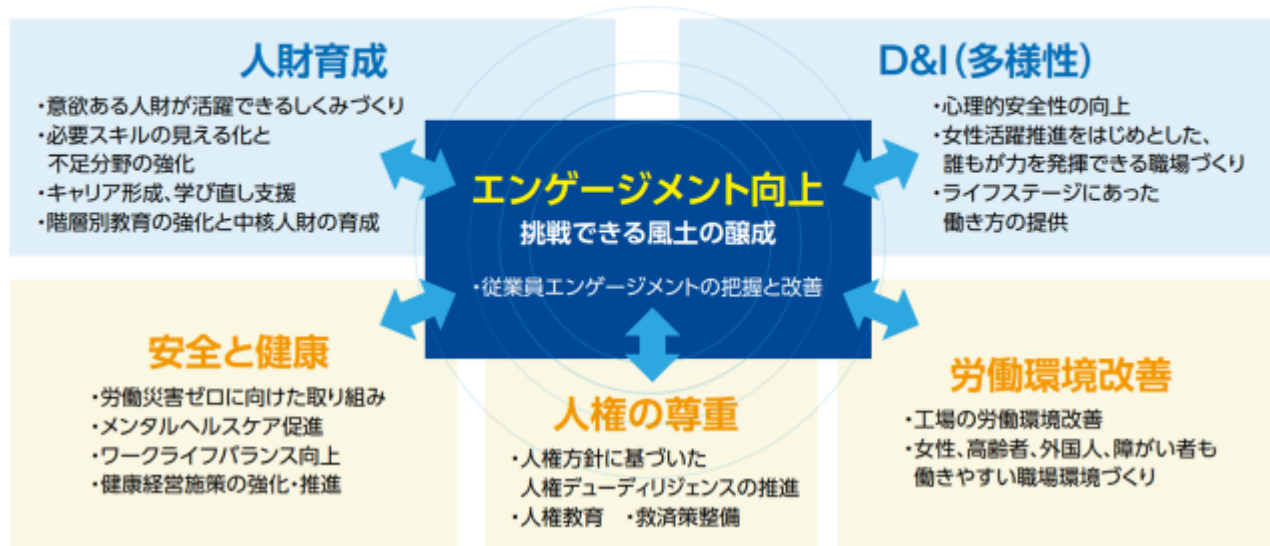 人財育成
・意欲ある人財が活躍できるしくみづくり
・必要スキルの見える化と
不足分野の強化
・キャリア形成、学び直し支援
・階層別教育の強化と中核人財の育成
D&I(多様性)
・心理的安全性の向上
・女性活躍推進をはじめとした、
誰もが力を発揮できる職場づくり
・ライフステージにあった
働き方の提供
エンゲージメント向上
挑戦できる風土の醸成
・従業員エンゲージメントの把握と改善
安全と健康
・労働災害ゼロに向けた取り組み
・メンタルヘルスケア促進
・ワークライフバランス向上
・健康経営施策の強化・推進
人権の尊重
・人権方針に基づいた
人権デューディリジェンスの推進
・人権教育 ・救済策整備
労働環境改善
・工場の労働環境改善
・女性、高齢者、外国人、障がい者も
働きやすい職場環境づくり